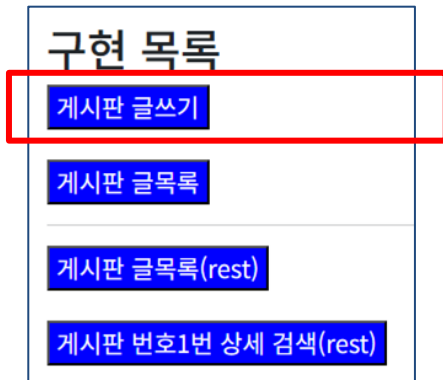 구현 목록
게시판 글쓰기
게시판 글목록
게시판 글목록(rest)
게시판 번호1번 상세 검색(rest)